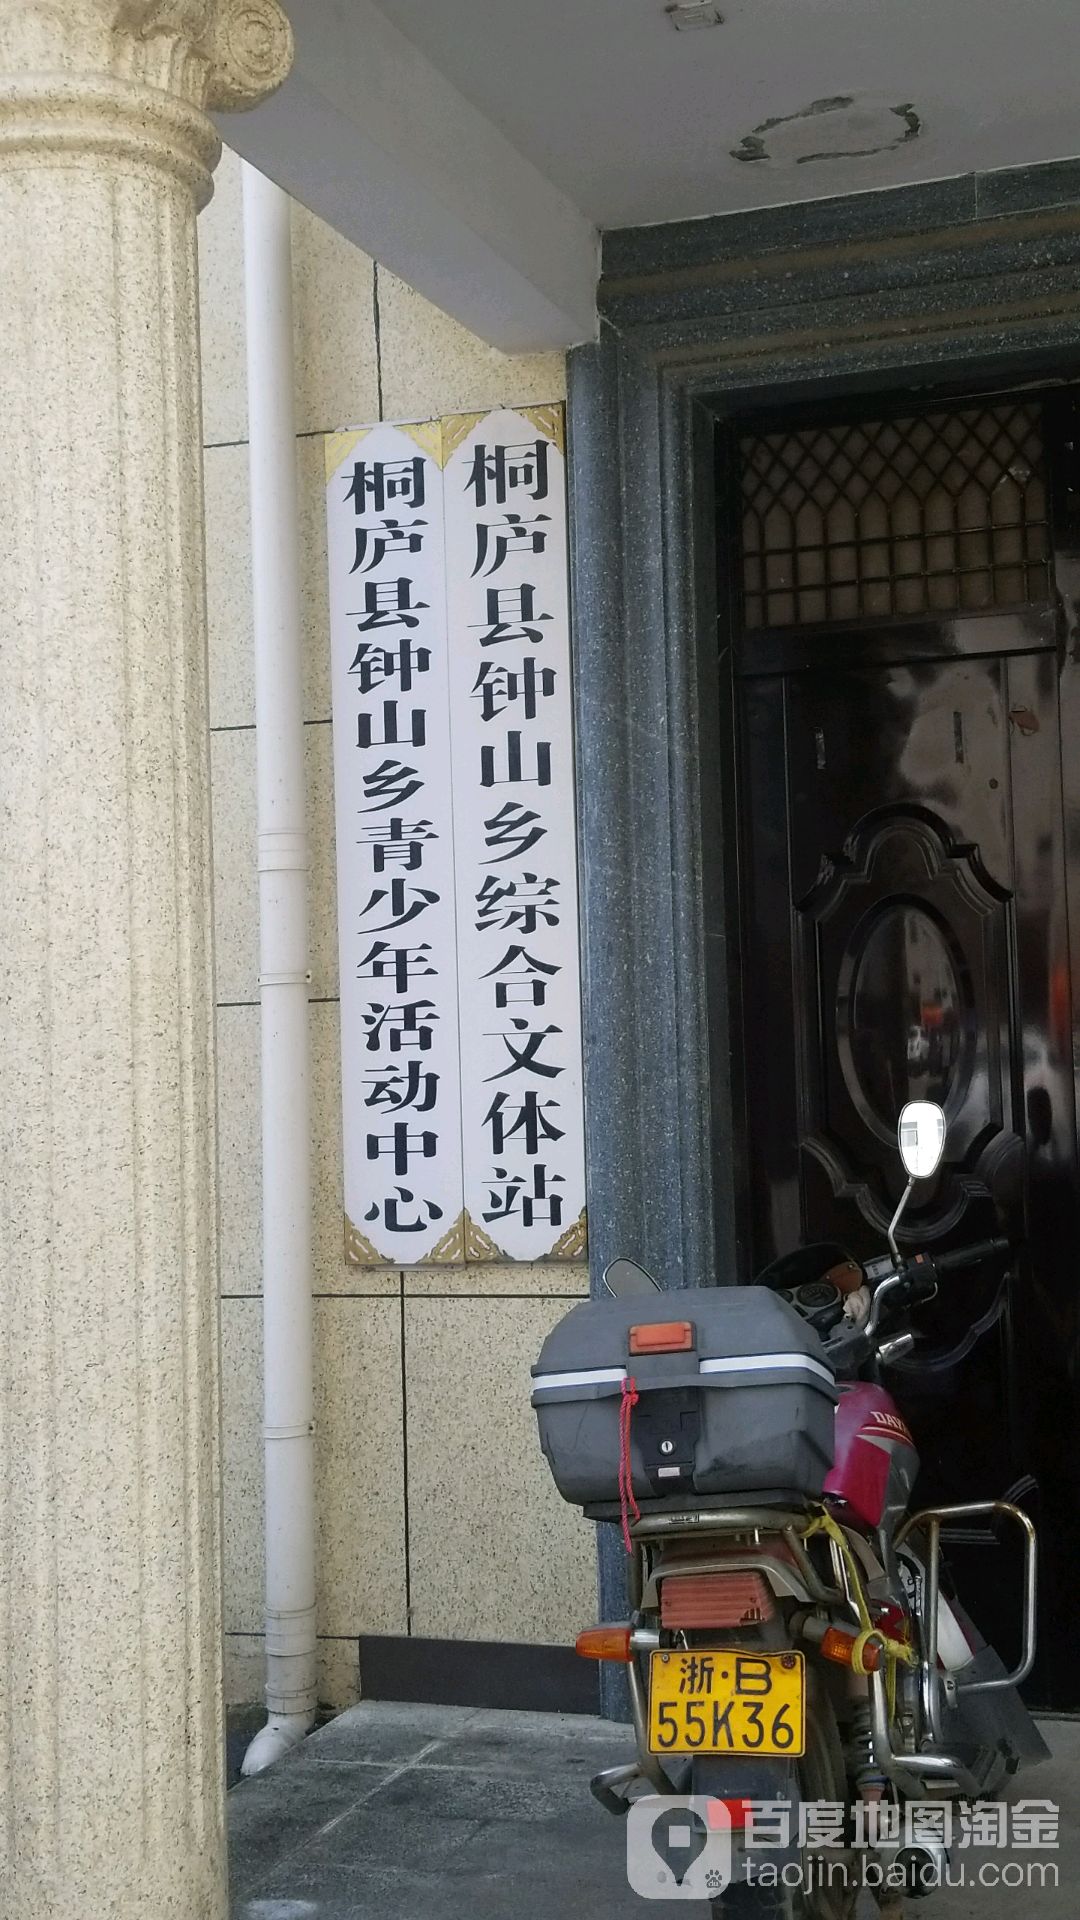 桐庐县钟山乡综合文体站
桐庐县钟山乡青少年活动中心
浙·B
55K36
百度地图淘金
taojin.baidu.com